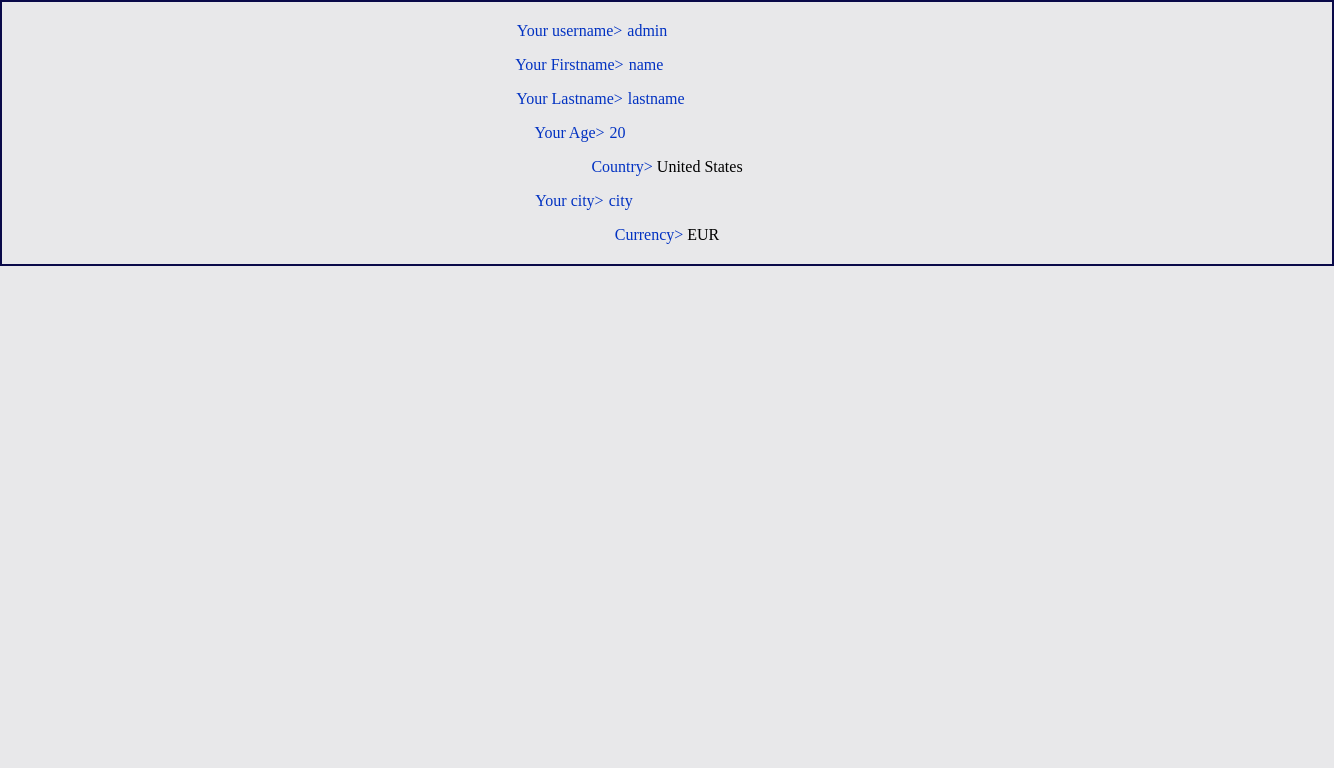 Your username> admin
Your Firstname> name
Your Lastname> lastname
Your Age> 20
Country> United States
Your city> city
Currency> EUR